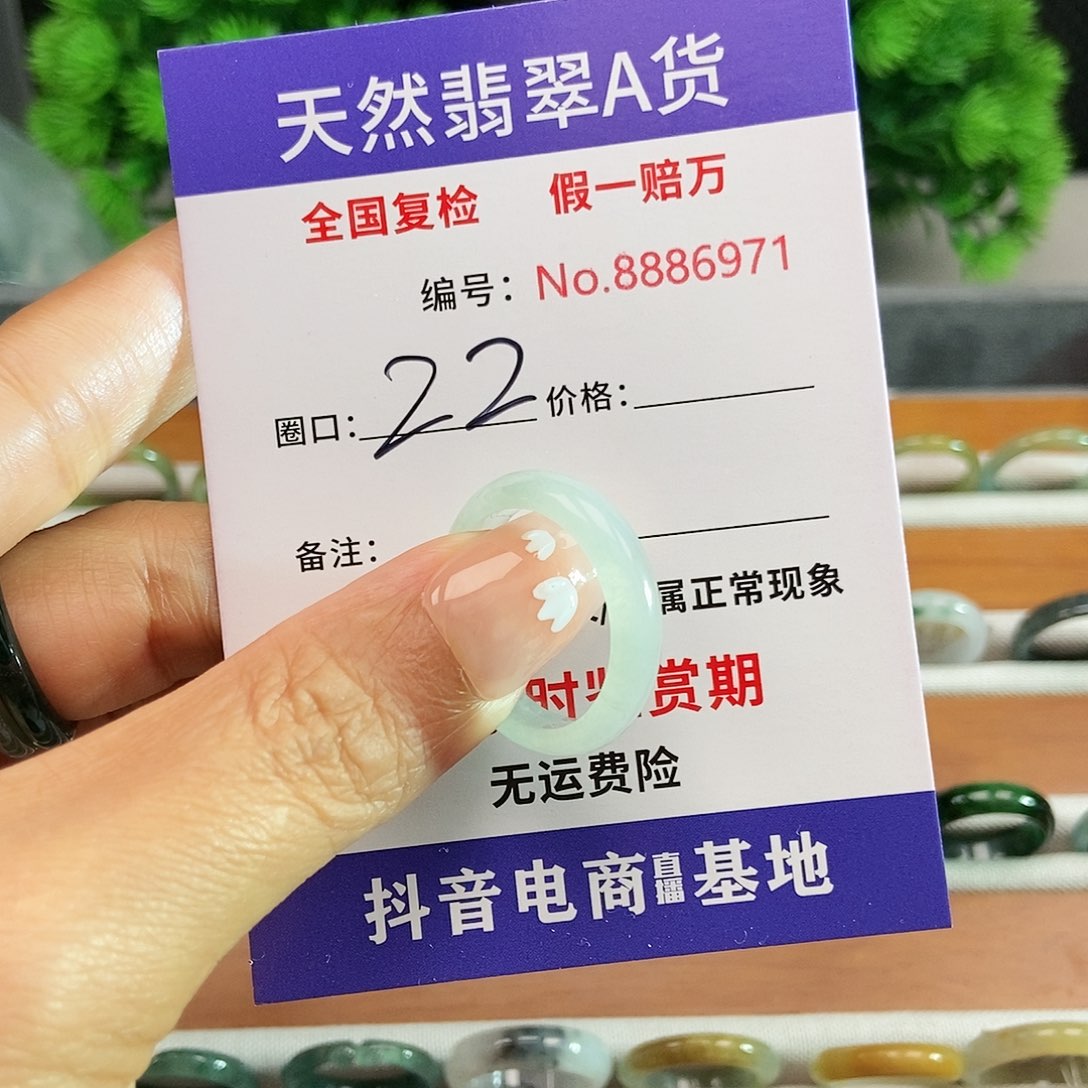 天然翡翠A货
全国复检 假一赔万
编号：No.8886971
圈口：22 价格：
备注：
属正常现象
时 赏期
无运费险
抖音电商直播基地